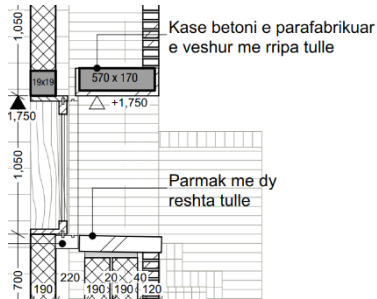 1,050
Kase betoni e parafabrikuar
e veshur me rripa tulle
19x19
570 x 170
1,750
+1,750
1,050
Parmak me dy
reshta tulle
700
190
220
20
40
190
190
120